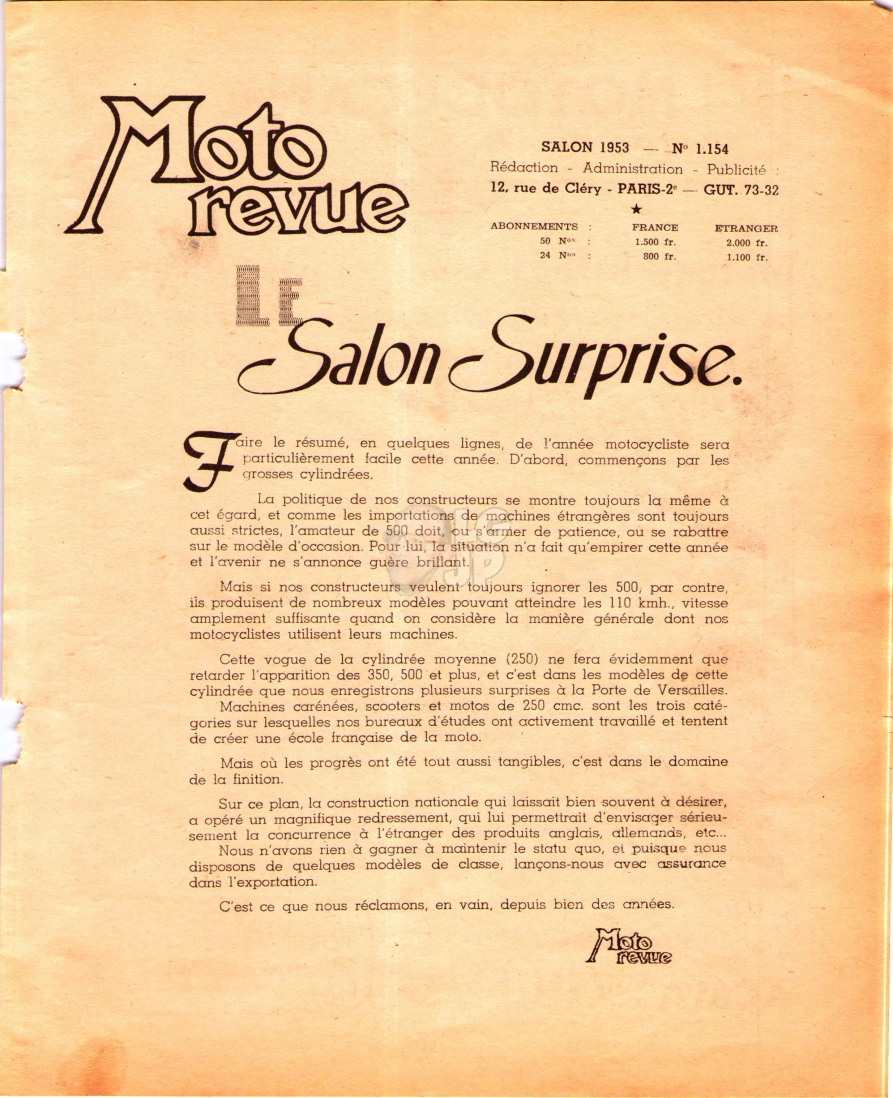 Moto
revue
SALON 1953 — Nº 1.154
Rédaction - Administration - Publicité :
12, rue de Cléry - PARIS-2e — GUT. 73-32
★
ABONNEMENTS : FRANCE ETRANGER
50 Nos : 1.500 fr. 2.000 fr.
24 Nos : 800 fr. 1.100 fr.
LE
Salon Surprise.
Faire le résumé, en quelques lignes, de l'année motocycliste sera
particulièrement facile cette année. D'abord, commençons par les
grosses cylindrées.
La politique de nos constructeurs se montre toujours la même à
cet égard, et comme les importations de machines étrangères sont toujours
aussi strictes, l'amateur de 500 doit, ou s'armer de patience, ou se rabattre
sur le modèle d'occasion. Pour lui, la situation n'a fait qu'empirer cette année
et l'avenir ne s'annonce guère brillant.
Mais si nos constructeurs veulent toujours ignorer les 500, par contre,
ils produisent de nombreux modèles pouvant atteindre les 110 kmh., vitesse
amplement suffisante quand on considère la manière générale dont nos
motocyclistes utilisent leurs machines.
Cette vogue de la cylindrée moyenne (250) ne fera évidemment que
retarder l'apparition des 350, 500 et plus, et c'est dans les modèles de cette
cylindrée que nous enregistrons plusieurs surprises à la Porte de Versailles.
Machines carénées, scooters et motos de 250 cmc. sont les trois caté-
gories sur lesquelles nos bureaux d'études ont activement travaillé et tentent
de créer une école française de la moto.
Mais où les progrès ont été tout aussi tangibles, c'est dans le domaine
de la finition.
Sur ce plan, la construction nationale qui laissait bien souvent à désirer,
a opéré un magnifique redressement, qui lui permettrait d'envisager sérieu-
sement la concurrence à l'étranger des produits anglais, allemands, etc...
Nous n'avons rien à gagner à maintenir le statu quo, et puisque nous
disposons de quelques modèles de classe, lançons-nous avec assurance
dans l'exportation.
C'est ce que nous réclamons, en vain, depuis bien des années.
Moto
revue